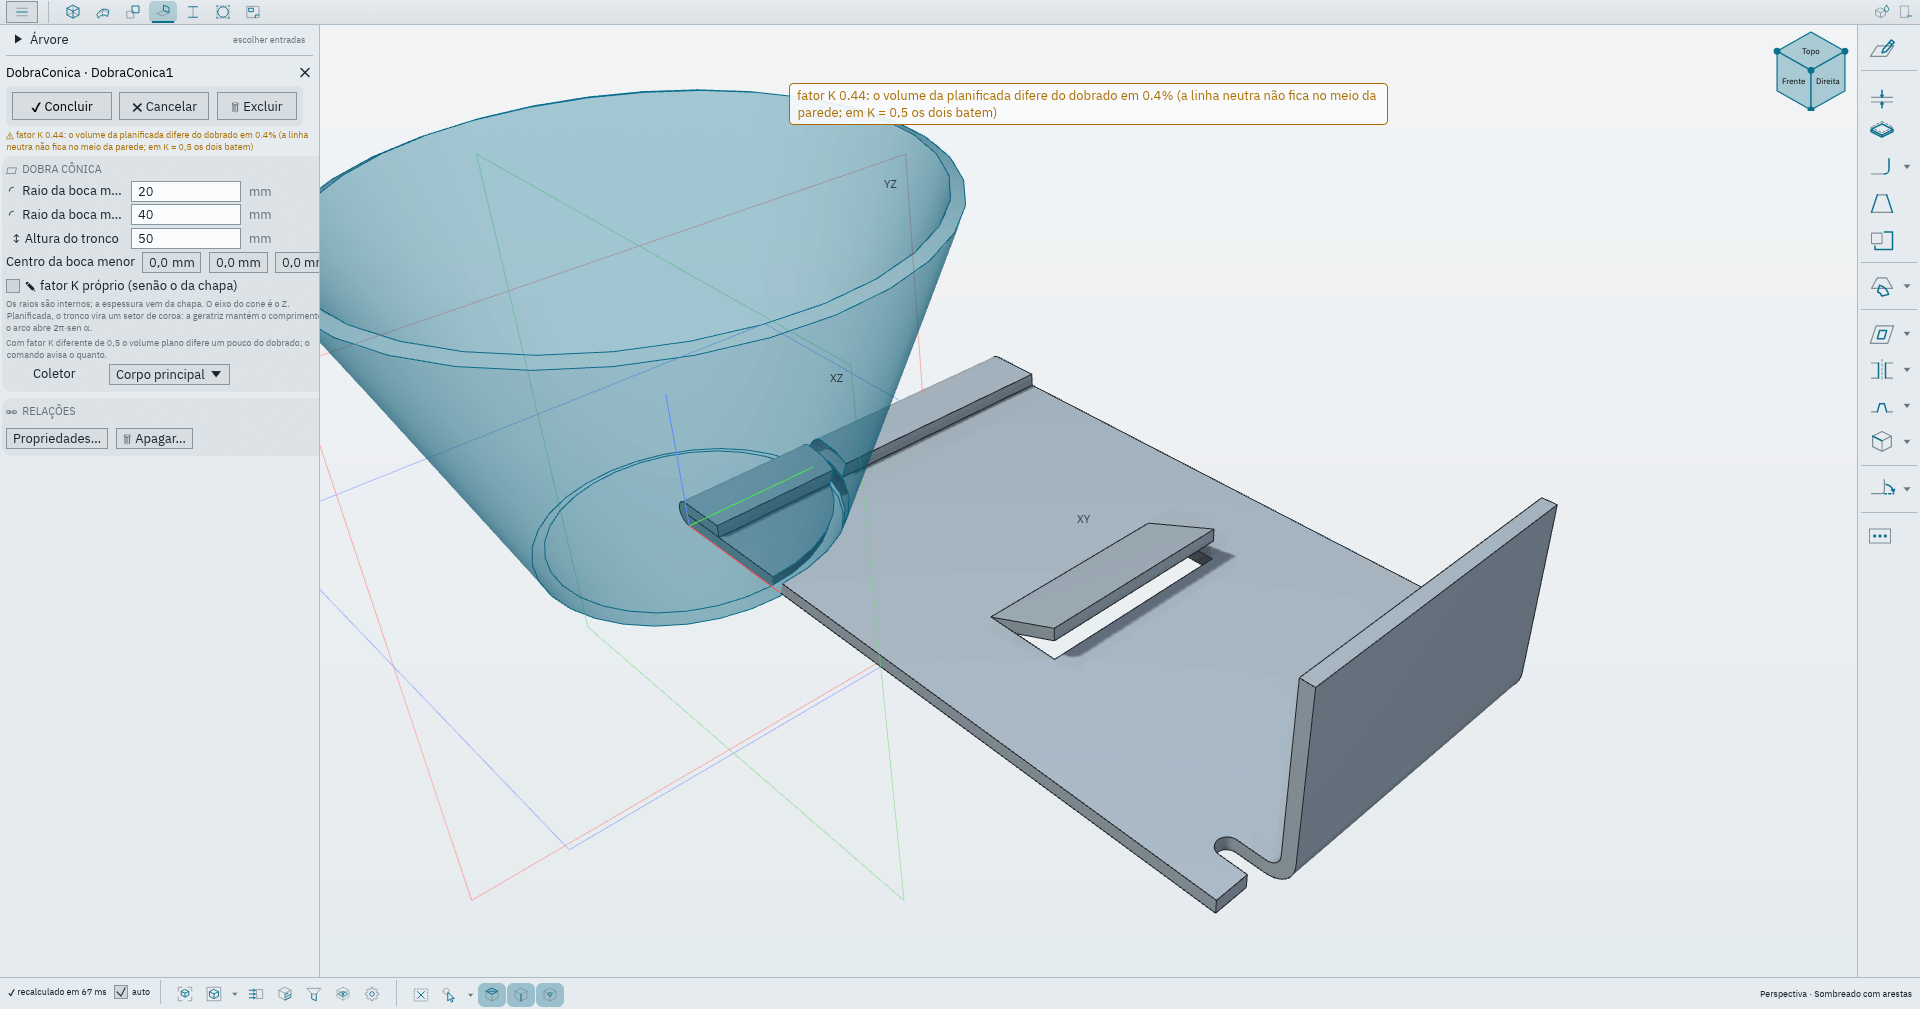 Árvore
escolher entradas
DobraConica · DobraConica1
Concluir
Cancelar
Excluir
fator K 0.44: o volume da planificada difere do dobrado em 0.4% (a linha
neutra não fica no meio da parede; em K = 0,5 os dois batem)
DOBRA CÔNICA
Raio da boca m... 20 mm
Raio da boca m... 40 mm
Altura do tronco 50 mm
Centro da boca menor 0,0 mm 0,0 mm 0,0 m
fator K próprio (senão o da chapa)
Os raios são internos; a espessura vem da chapa. O eixo do cone é o Z.
Planificada, o tronco vira um setor de coroa: a geratriz mantém o comprimento
o arco abre 2π·sen α.
Com fator K diferente de 0,5 o volume plano difere um pouco do dobrado; o
comando avisa o quanto.
Coletor Corpo principal
RELAÇÕES
Propriedades... Apagar...
fator K 0.44: o volume da planificada difere do dobrado em 0.4% (a linha neutra não fica no meio da
parede; em K = 0,5 os dois batem)
YZ
XZ
XY
Topo
Frente
Direita
recalculado em 67 ms
auto
Perspectiva · Sombreado com arestas